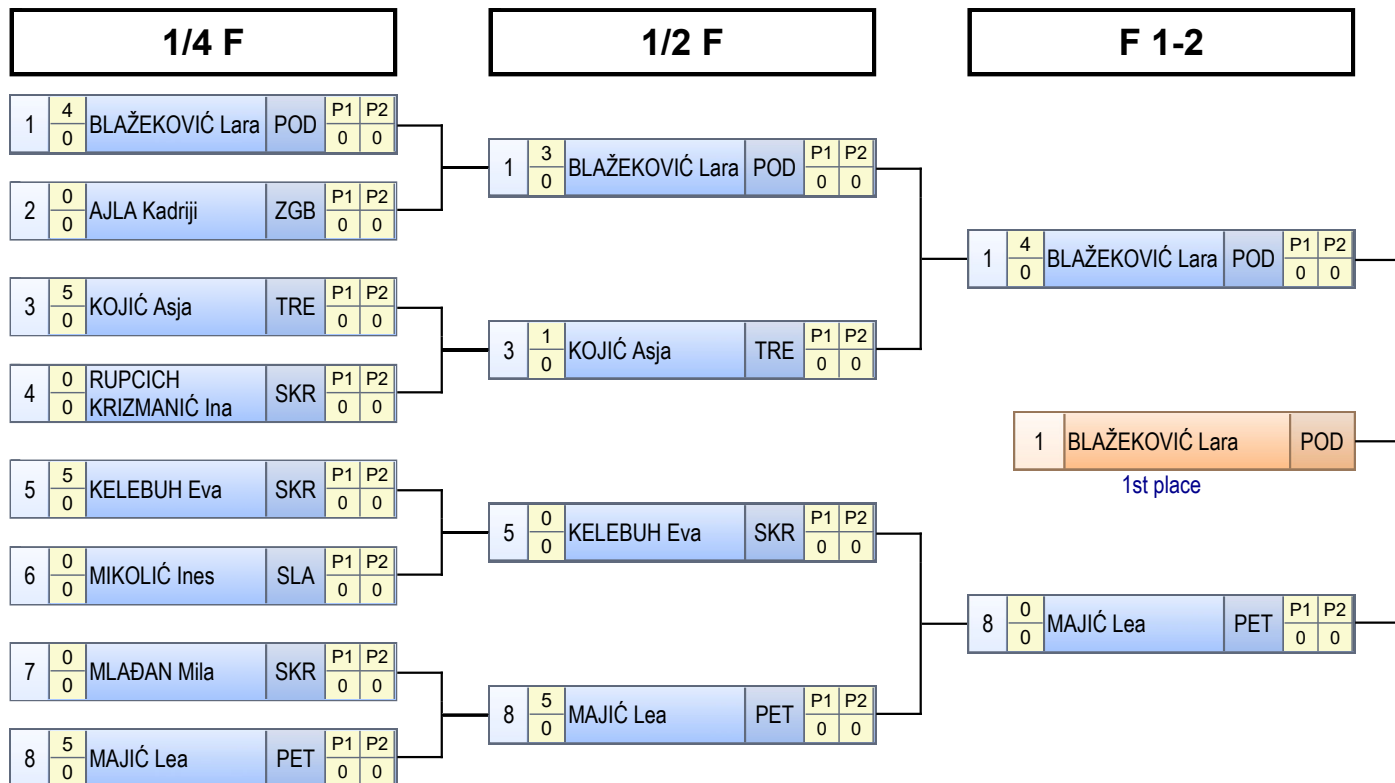 1/4 F
1/2 F
F 1-2
1 4 BLAŽEKOVIĆ Lara POD P1 P2
0 0 0
2 0 AJLA Kadriji ZGB P1 P2
0 0 0
3 5 KOJIĆ Asja TRE P1 P2
0 0 0
4 0 RUPCICH SKR P1 P2
0 KRIZMANIĆ Ina 0 0
5 5 KELEBUH Eva SKR P1 P2
0 0 0
6 0 MIKOLIĆ Ines SLA P1 P2
0 0 0
7 0 MLAĐAN Mila SKR P1 P2
0 0 0
8 5 MAJIĆ Lea PET P1 P2
0 0 0
1 3 BLAŽEKOVIĆ Lara POD P1 P2
0 0 0
3 1 KOJIĆ Asja TRE P1 P2
0 0 0
5 0 KELEBUH Eva SKR P1 P2
0 0 0
8 5 MAJIĆ Lea PET P1 P2
0 0 0
1 4 BLAŽEKOVIĆ Lara POD P1 P2
0 0 0
1 BLAŽEKOVIĆ Lara POD
1st place
8 0 MAJIĆ Lea PET P1 P2
0 0 0